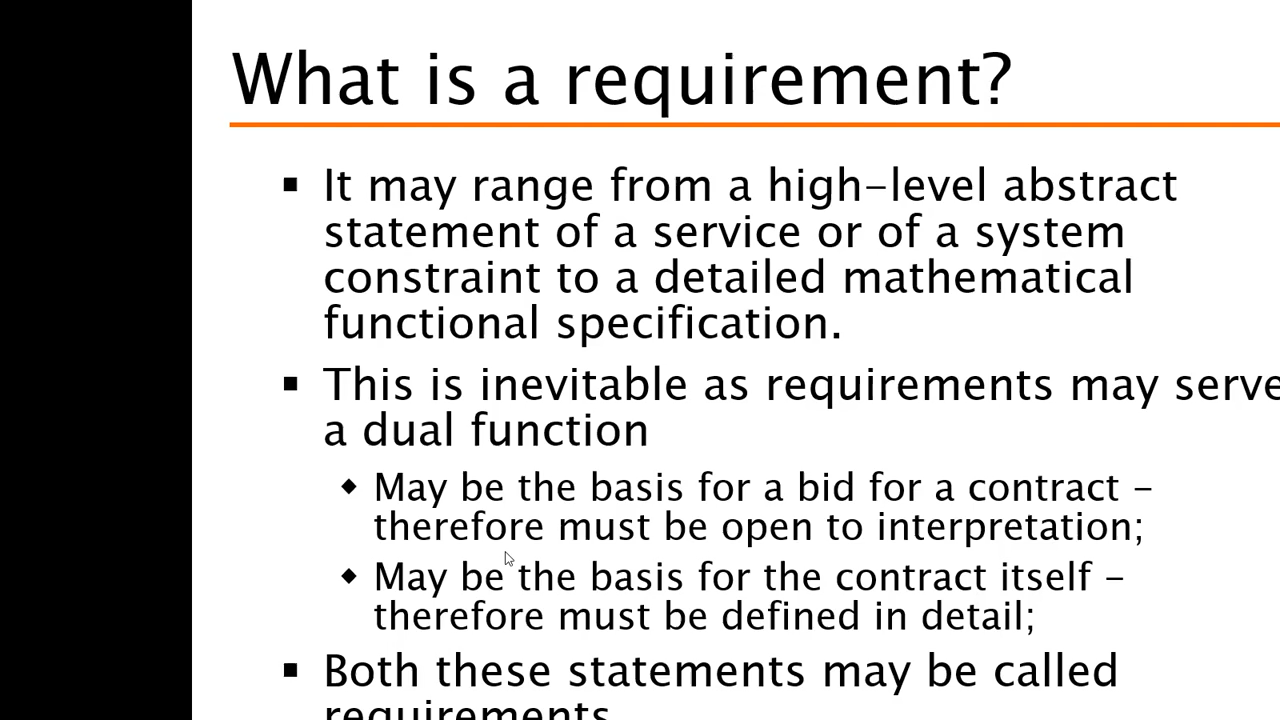 What is a requirement?
▪ It may range from a high-level abstract
statement of a service or of a system
constraint to a detailed mathematical
functional specification.
▪ This is inevitable as requirements may serve
a dual function
◆ May be the basis for a bid for a contract –
therefore must be open to interpretation;
◆ May be the basis for the contract itself –
therefore must be defined in detail;
▪ Both these statements may be called
requirements